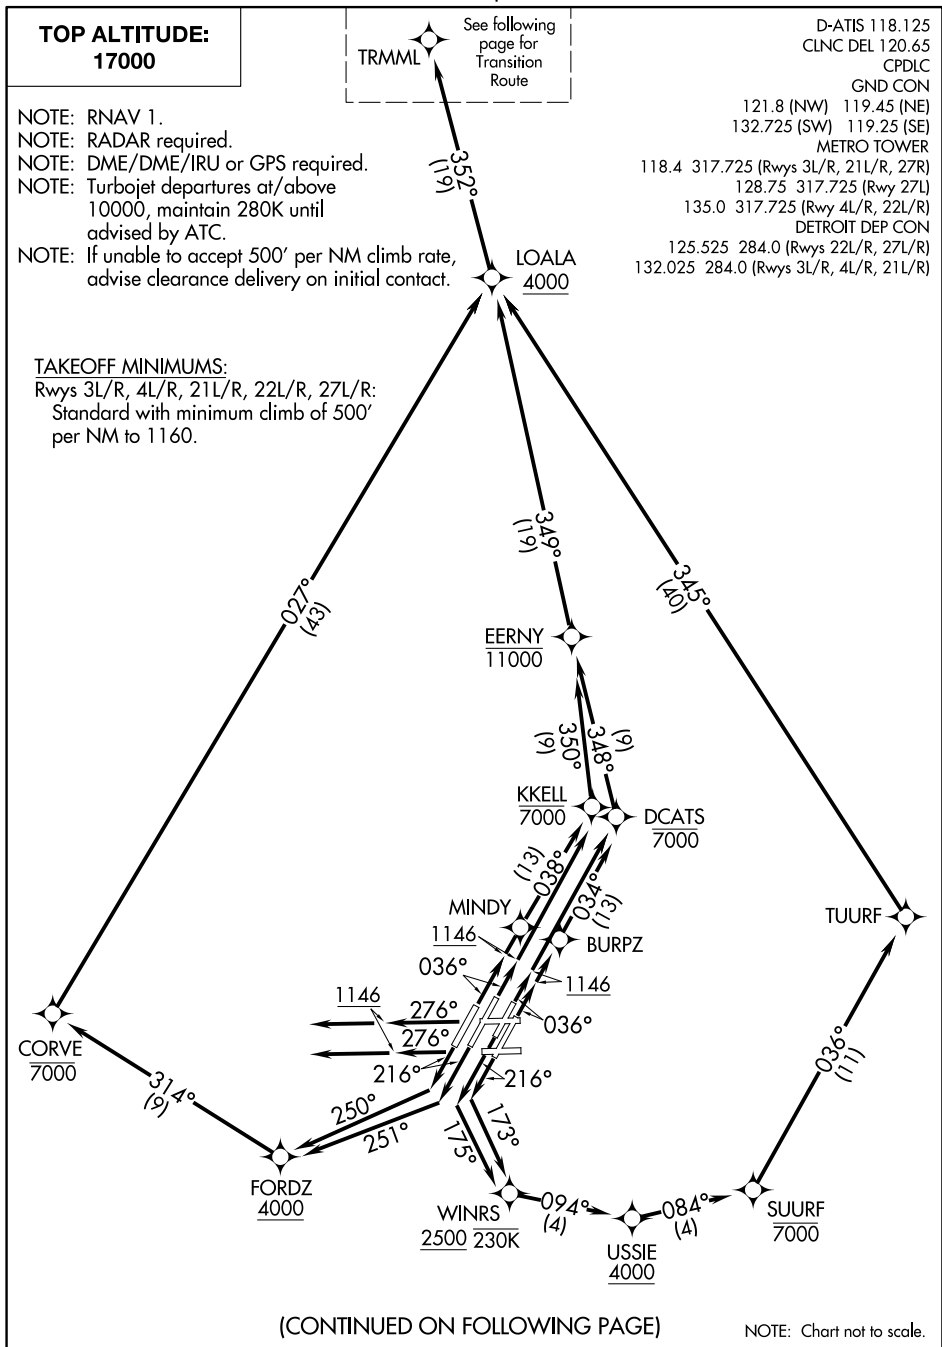 TOP ALTITUDE:
17000
TRMML
See following
page for
Transition
Route
D-ATIS 118.125
CLNC DEL 120.65
CPDLC
GND CON
121.8 (NW) 119.45 (NE)
132.725 (SW) 119.25 (SE)
METRO TOWER
118.4 317.725 (Rwys 3L/R, 21L/R, 27R)
128.75 317.725 (Rwy 27L)
135.0 317.725 (Rwy 4L/R, 22L/R)
DETROIT DEP CON
125.525 284.0 (Rwys 22L/R, 27L/R)
132.025 284.0 (Rwys 3L/R, 4L/R, 21L/R)
NOTE: RNAV 1.
NOTE: RADAR required.
NOTE: DME/DME/IRU or GPS required.
NOTE: Turbojet departures at/above
10000, maintain 280K until
advised by ATC.
NOTE: If unable to accept 500' per NM climb rate,
advise clearance delivery on initial contact.
352°
(19)
LOALA
4000
TAKEOFF MINIMUMS:
Rwys 3L/R, 4L/R, 21L/R, 22L/R, 27L/R:
Standard with minimum climb of 500'
per NM to 1160.
349°
(19)
027°
(43)
345°
(40)
EERNY
11000
350°
(9)
348°
(9)
KKELL
7000
DCATS
7000
038°
(13)
034°
(13)
MINDY
BURPZ
TUURF
1146
036°
1146
036°
1146
276°
276°
216°
216°
CORVE
7000
314°
(9)
036°
(11)
250°
251°
175°
173°
FORDZ
4000
WINRS
2500 230K
094°
(4)
084°
(4)
USSIE
4000
SUURF
7000
(CONTINUED ON FOLLOWING PAGE)
NOTE: Chart not to scale.